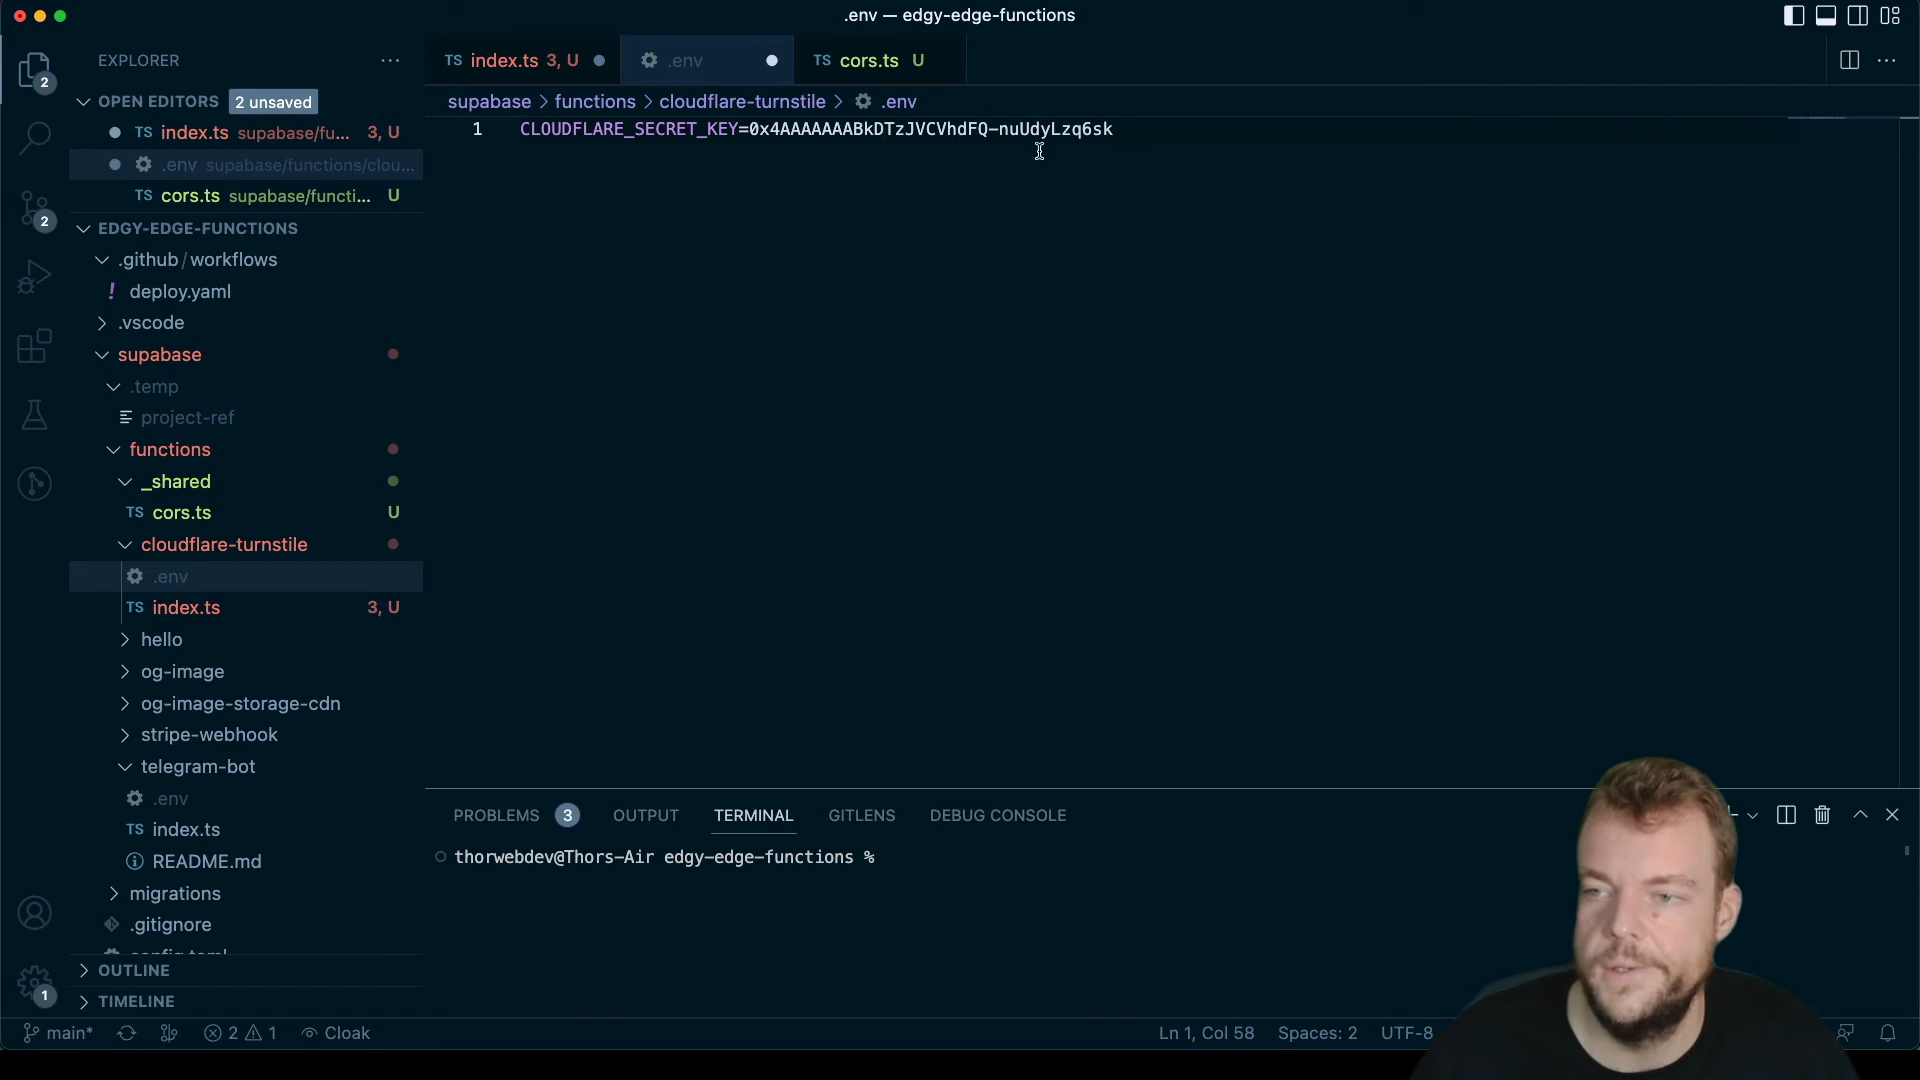 .env — edgy-edge-functions
EXPLORER
TS index.ts 3, U
.env
TS cors.ts U
2
OPEN EDITORS 2 unsaved
supabase > functions > cloudflare-turnstile > .env
TS index.ts supabase/fu... 3, U
1 CLOUDFLARE_SECRET_KEY=0x4AAAAAAABkDTzJVCVhdFQ-nuUdyLzq6sk
.env supabase/functions/clou...
TS cors.ts supabase/functi... U
2
EDGY-EDGE-FUNCTIONS
.github/workflows
! deploy.yaml
.vscode
supabase
.temp
project-ref
functions
_shared
TS cors.ts U
cloudflare-turnstile
.env
TS index.ts 3, U
hello
og-image
og-image-storage-cdn
stripe-webhook
telegram-bot
.env
TS index.ts
README.md
migrations
.gitignore
OUTLINE
TIMELINE
1
PROBLEMS 3 OUTPUT TERMINAL GITLENS DEBUG CONSOLE
thorwebdev@Thors-Air edgy-edge-functions %
main* 2 1 Cloak
Ln 1, Col 58 Spaces: 2 UTF-8